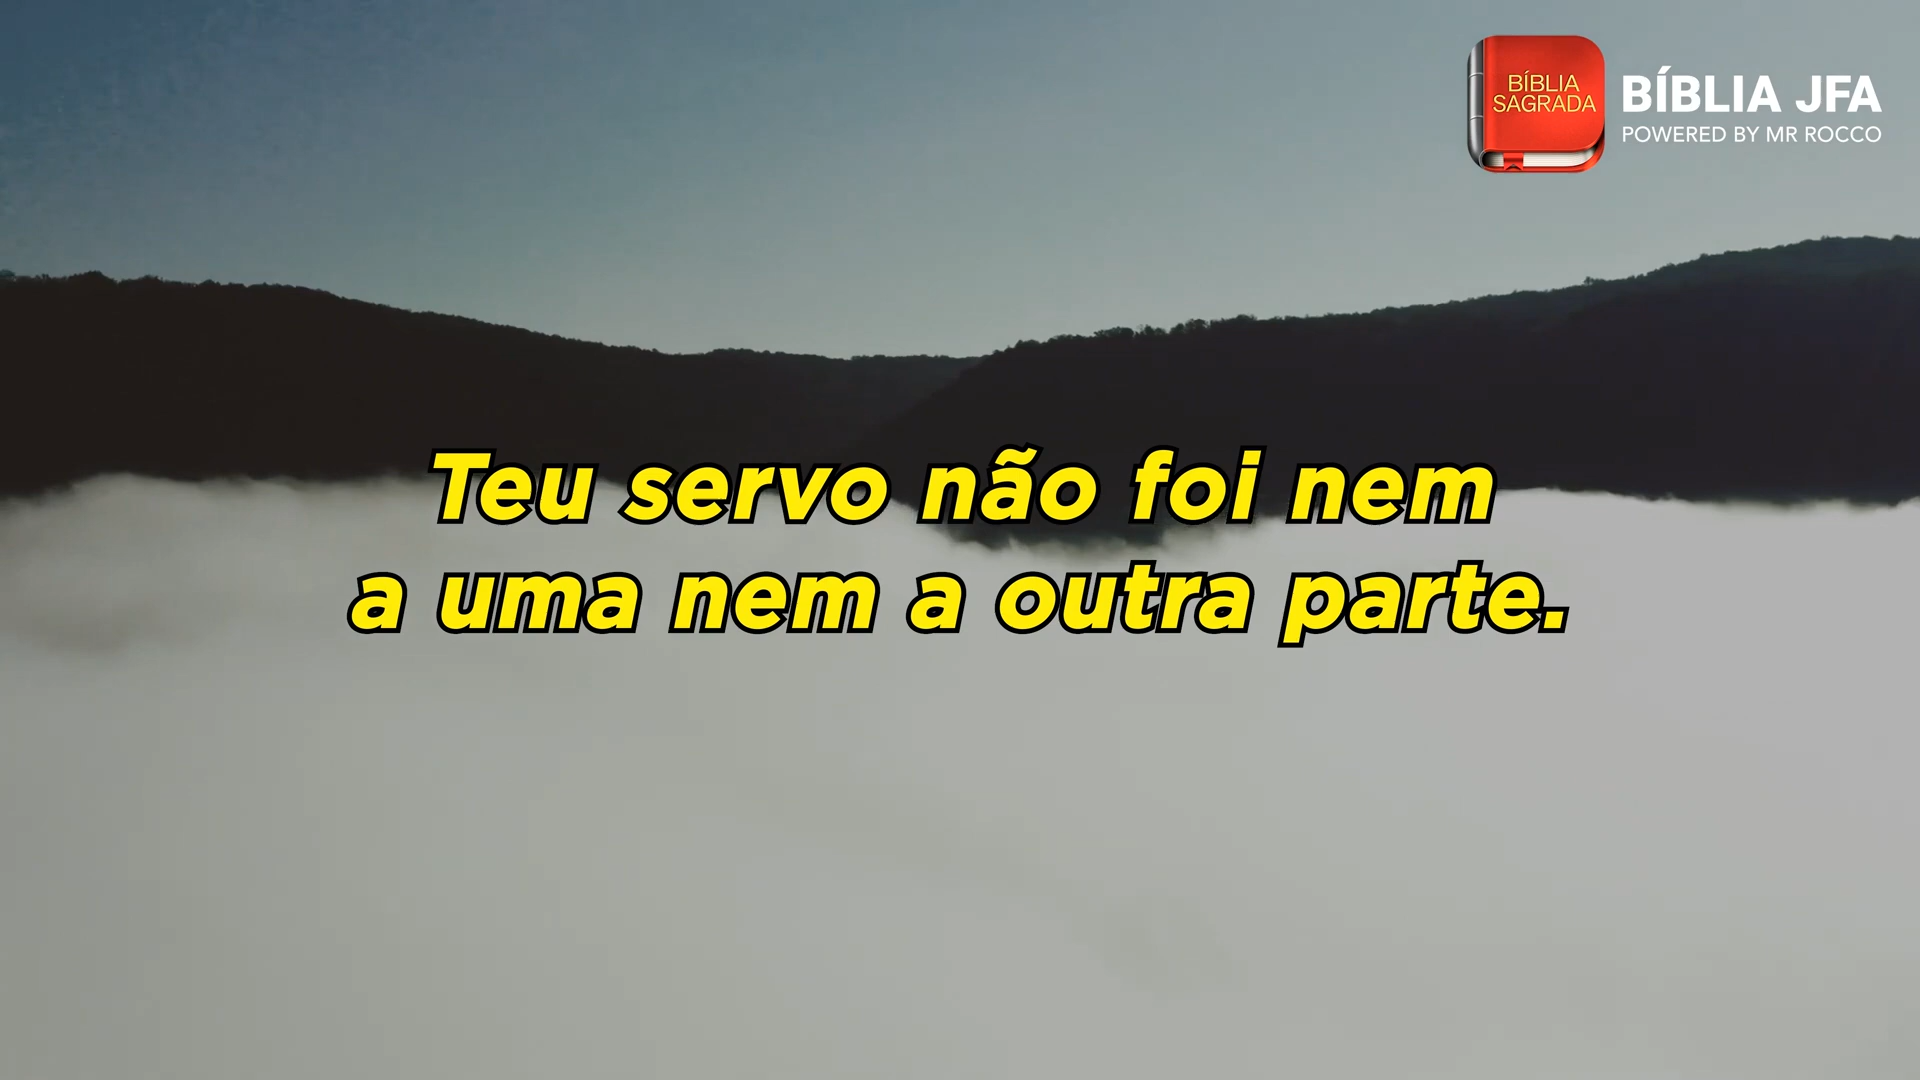 BÍBLIA
SAGRADA
BÍBLIA JFA
POWERED BY MR ROCCO
Teu servo não foi nem
a uma nem a outra parte.